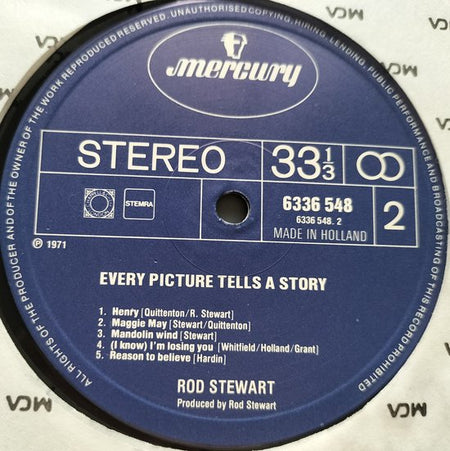 mercury
STEREO
33 1/3
6336 548
6336 548. 2
MADE IN HOLLAND
2
STEMRA
℗ 1971
EVERY PICTURE TELLS A STORY
1. Henry [Quittenton/R. Stewart]
2. Maggie May [Stewart/Quittenton]
3. Mandolin wind [Stewart]
4. (I know) I'm losing you [Whitfield/Holland/Grant]
5. Reason to believe [Hardin]
ROD STEWART
Produced by Rod Stewart
ALL RIGHTS OF THE PRODUCER AND OF THE OWNER OF THE WORK REPRODUCED RESERVED. UNAUTHORISED COPYING, HIRING, LENDING, PUBLIC PERFORMANCE AND BROADCASTING OF THIS RECORD PROHIBITED
MCA
MCA
MCA
MCA
MCA